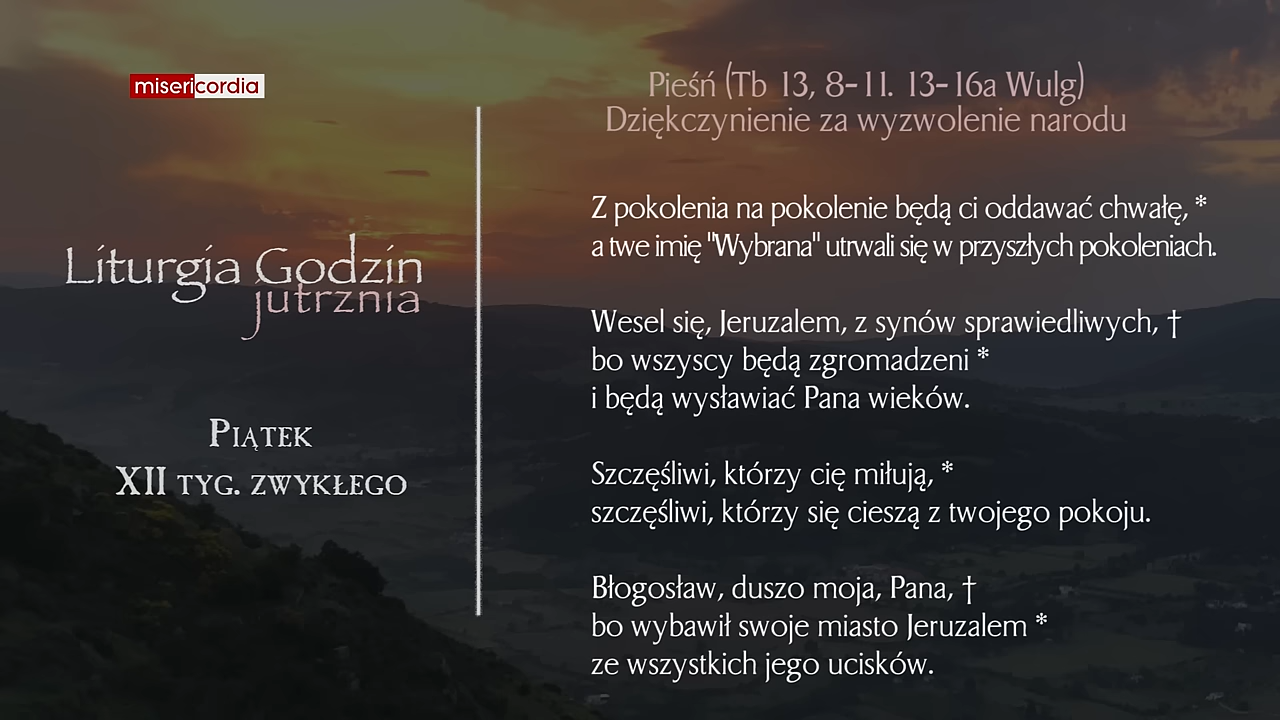 misericordia
Liturgia Godzin
jutrznia
Piątek
XII tyg. zwykłego
Pieśń (Tb 13, 8-11. 13-16a Wulg)
Dziękczynienie za wyzwolenie narodu
Z pokolenia na pokolenie będą ci oddawać chwałę, *
a twe imię "Wybrana" utrwali się w przyszłych pokoleniach.
Wesel się, Jeruzalem, z synów sprawiedliwych, †
bo wszyscy będą zgromadzeni *
i będą wysławiać Pana wieków.
Szczęśliwi, którzy cię miłują, *
szczęśliwi, którzy się cieszą z twojego pokoju.
Błogosław, duszo moja, Pana, †
bo wybawił swoje miasto Jeruzalem *
ze wszystkich jego ucisków.